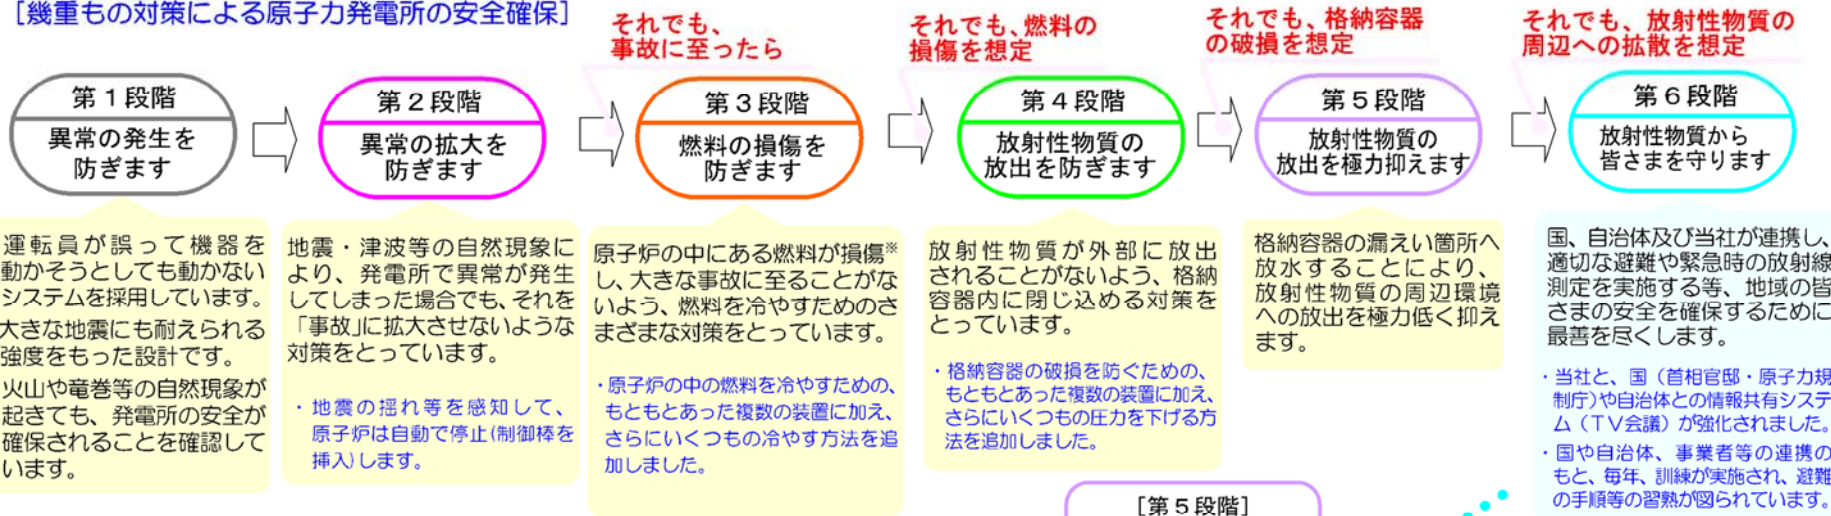 [幾重もの対策による原子力発電所の安全確保]
それでも、
事故に至ったら
それでも、燃料の
損傷を想定
それでも、格納容器
の破損を想定
それでも、放射性物質の
周辺への拡散を想定
第１段階
異常の発生を
防ぎます
第２段階
異常の拡大を
防ぎます
第３段階
燃料の損傷を
防ぎます
第４段階
放射性物質の
放出を防ぎます
第５段階
放射性物質の
放出を極力抑えます
第６段階
放射性物質から
皆さまを守ります
運転員が誤って機器を
動かそうとしても動かない
システムを採用しています。
大きな地震にも耐えられる
強度をもった設計です。
火山や竜巻等の自然現象が
起きても、発電所の安全が
確保されることを確認して
います。
地震・津波等の自然現象に
より、発電所で異常が発生
してしまった場合でも、それを
「事故」に拡大させないような
対策をとっています。
・地震の揺れ等を感知して、
原子炉は自動で停止(制御棒を
挿入)します。
原子炉の中にある燃料が損傷※
し、大きな事故に至ることがな
いよう、燃料を冷やすためのさ
まざまな対策をとっています。
・原子炉の中の燃料を冷やすための、
もともとあった複数の装置に加え、
さらにいくつもの冷やす方法を追
加しました。
放射性物質が外部に放出
されることがないよう、格納
容器内に閉じ込める対策を
とっています。
・格納容器の破損を防ぐための、
もともとあった複数の装置に加え、
さらにいくつもの圧力を下げる方
法を追加しました。
格納容器の漏えい箇所へ
放水することにより、
放射性物質の周辺環境
への放出を極力低く抑え
ます。
国、自治体及び当社が連携し、
適切な避難や緊急時の放射線
測定を実施する等、地域の皆
さまの安全を確保するために
最善を尽くします。
・当社と、国（首相官邸・原子力規
制庁）や自治体との情報共有システ
ム（ＴＶ会議）が強化されました。
・国や自治体、事業者等の連携の
もと、毎年、訓練が実施され、避難
の手順等の習熟が図られています。
[第５段階]